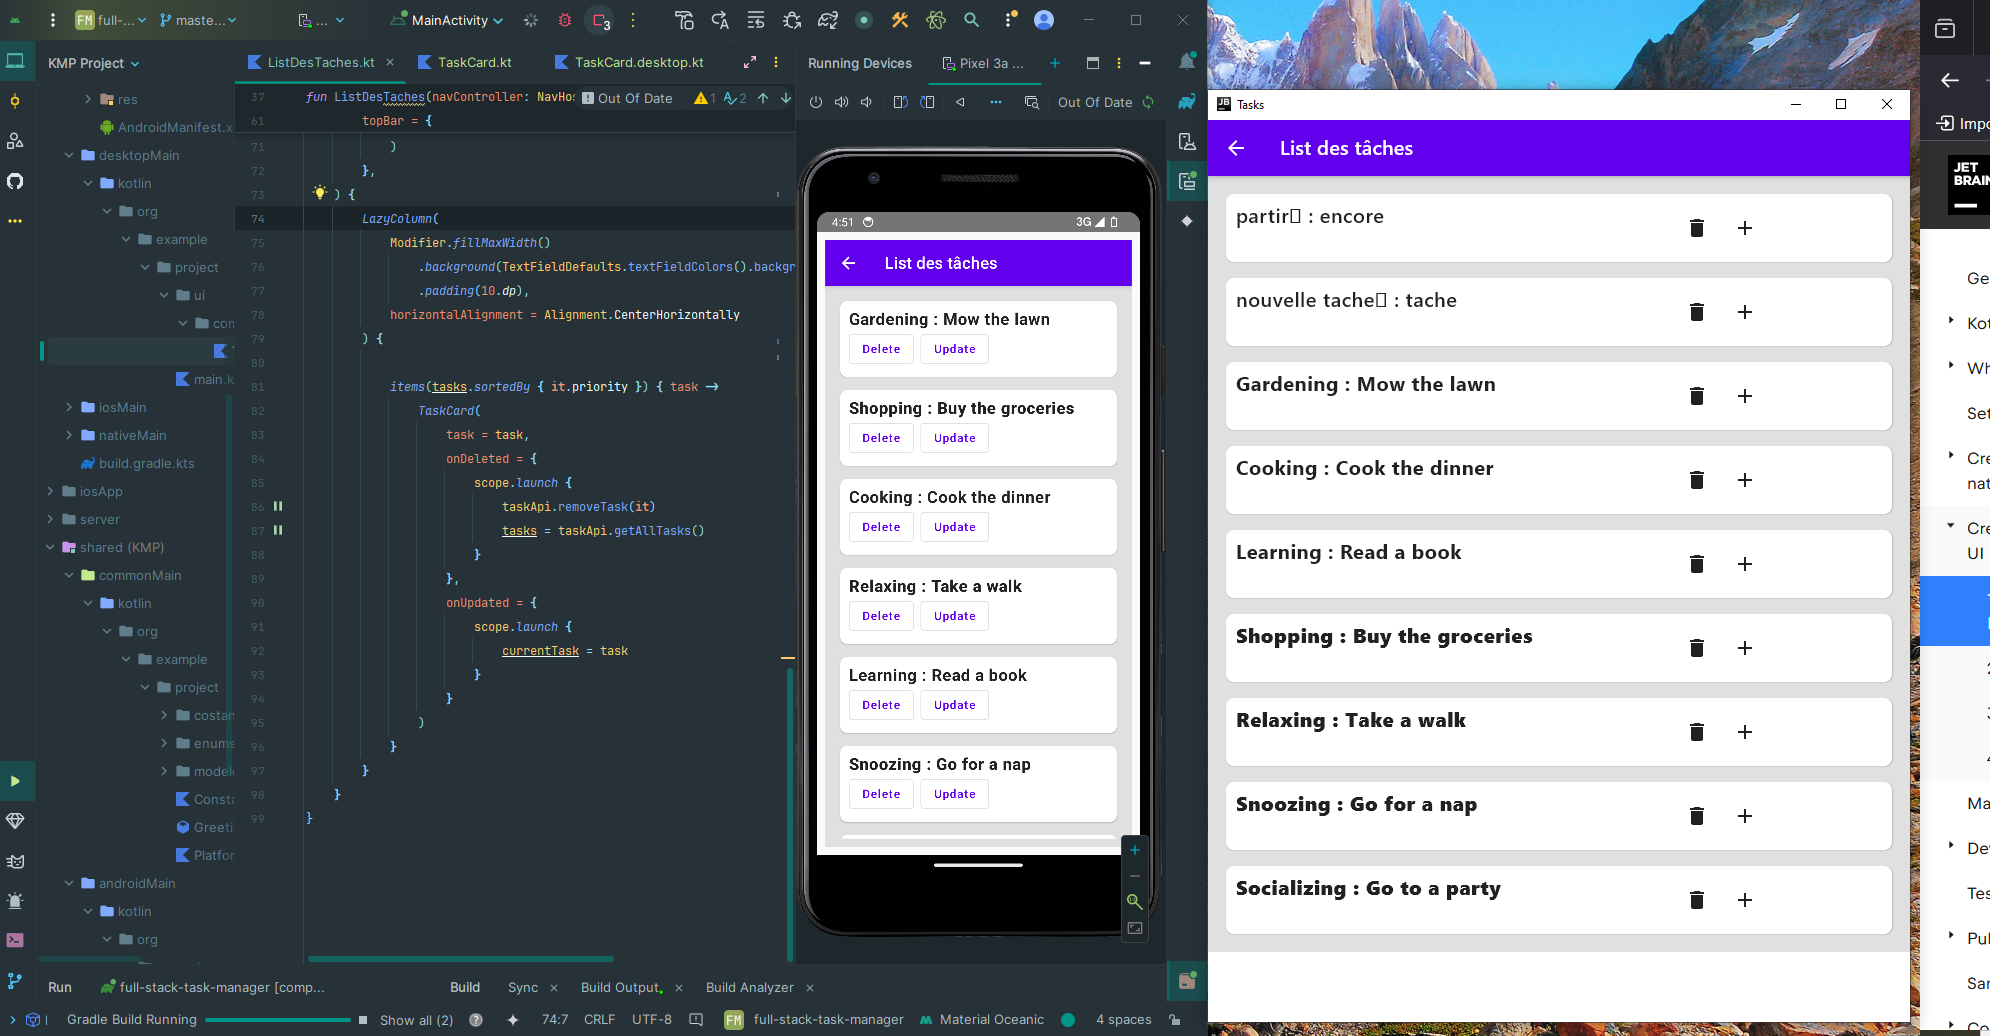 FM full-...
maste...
...
MainActivity
3
KMP Project
res
AndroidManifest.x
desktopMain
kotlin
org
example
project
ui
com
main.k
iosMain
nativeMain
build.gradle.kts
iosApp
server
shared (KMP)
commonMain
kotlin
org
example
project
costan
enums
model
Consta
Greeti
Platfor
androidMain
kotlin
org
ListDesTaches.kt
TaskCard.kt
TaskCard.desktop.kt
37 fun ListDesTaches(navController: NavHos
Out Of Date
1
2
61 topBar = {
71 )
72 },
73 ) {
74 LazyColumn(
75 Modifier.fillMaxWidth()
76 .background(TextFieldDefaults.textFieldColors().backgr
77 .padding(10.dp),
78 horizontalAlignment = Alignment.CenterHorizontally
79 ) {
80
81 items(tasks.sortedBy { it.priority }) { task →
82 TaskCard(
83 task = task,
84 onDeleted = {
85 scope.launch {
86 taskApi.removeTask(it)
87 tasks = taskApi.getAllTasks()
88 }
89 },
90 onUpdated = {
91 scope.launch {
92 currentTask = task
93 }
94 }
95 )
96 }
97 }
98 }
99 }
Running Devices
Pixel 3a ...
Out Of Date
4:51
3G
List des tâches
Gardening : Mow the lawn
Delete Update
Shopping : Buy the groceries
Delete Update
Cooking : Cook the dinner
Delete Update
Relaxing : Take a walk
Delete Update
Learning : Read a book
Delete Update
Snoozing : Go for a nap
Delete Update
Run
full-stack-task-manager [comp...
Build
Sync
Build Output
Build Analyzer
Gradle Build Running
Show all (2)
74:7
CRLF
UTF-8
FM full-stack-task-manager
Material Oceanic
4 spaces
JB Tasks
List des tâches
partir▯ : encore
nouvelle tache▯ : tache
Gardening : Mow the lawn
Cooking : Cook the dinner
Learning : Read a book
Shopping : Buy the groceries
Relaxing : Take a walk
Snoozing : Go for a nap
Socializing : Go to a party
Impo
JET
BRAIN
Ge
Kot
Wh
Set
Cre
nat
Cre
UI
2
3
4
Ma
Dev
Tes
Pul
Sar
Co